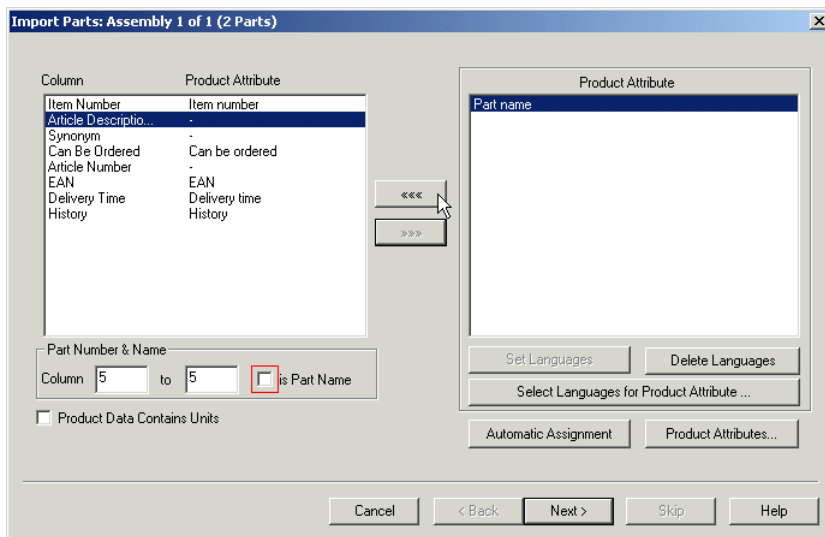 Import Parts: Assembly 1 of 1 (2 Parts)
Column Product Attribute
Item Number Item number
Article Descriptio... -
Synonym -
Can Be Ordered Can be ordered
Article Number -
EAN EAN
Delivery Time Delivery time
History History
Product Attribute
Part name
<<<
>>>
Part Number & Name
Column 5 to 5 is Part Name
Product Data Contains Units
Set Languages Delete Languages
Select Languages for Product Attribute ...
Automatic Assignment Product Attributes...
Cancel < Back Next > Skip Help